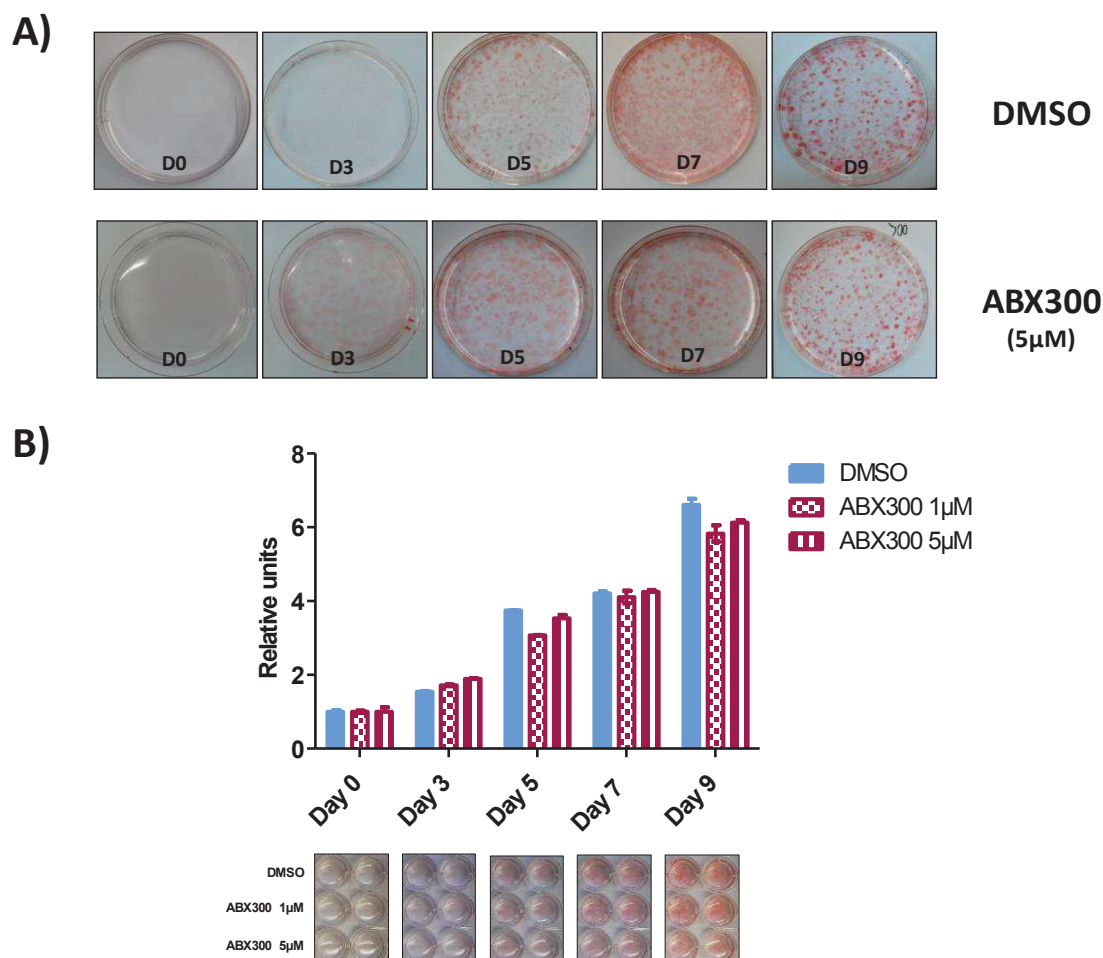 A)
D0
D3
D5
D7
D9
DMSO
D0
D3
D5
D7
D9
ABX300
(5µM)
B)
8
6
4
2
0
Relative units
DMSO
ABX300 1µM
ABX300 5µM
Day 0
Day 3
Day 5
Day 7
Day 9
DMSO
ABX300 1µM
ABX300 5µM